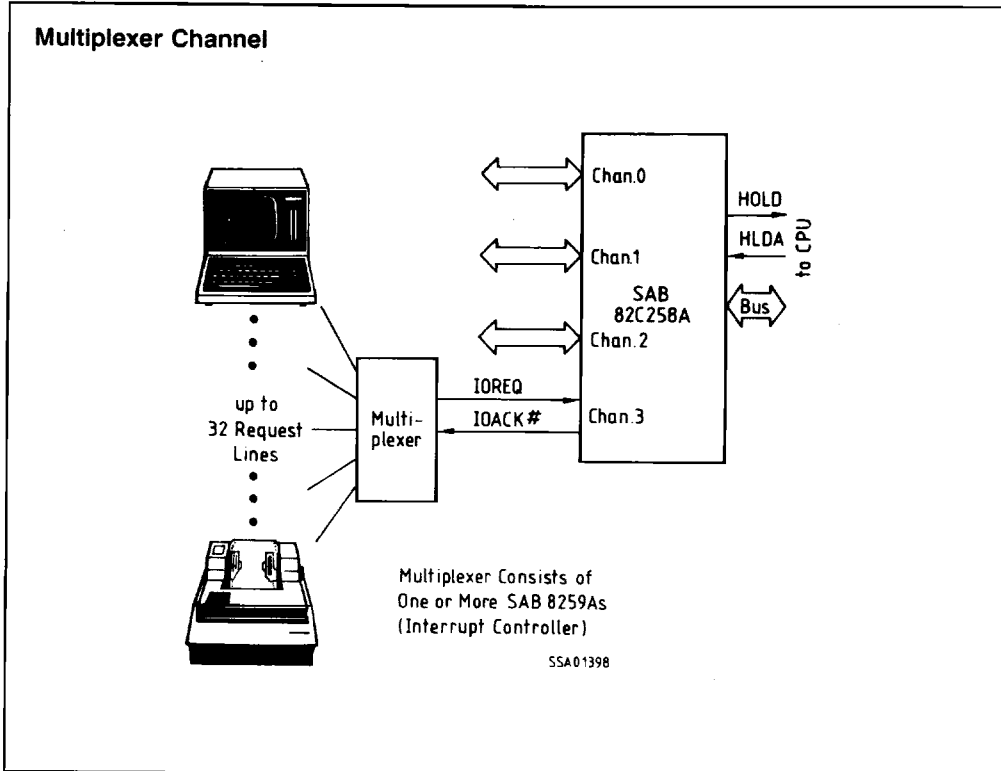 Multiplexer Channel
Chan.0
Chan.1
SAB
82C258A
Chan.2
Chan.3
HOLD
HLDA
to CPU
Bus
IOREQ
IOACK#
Multi-
plexer
up to
32 Request
Lines
Multiplexer Consists of
One or More SAB 8259As
(Interrupt Controller)
SSA01398